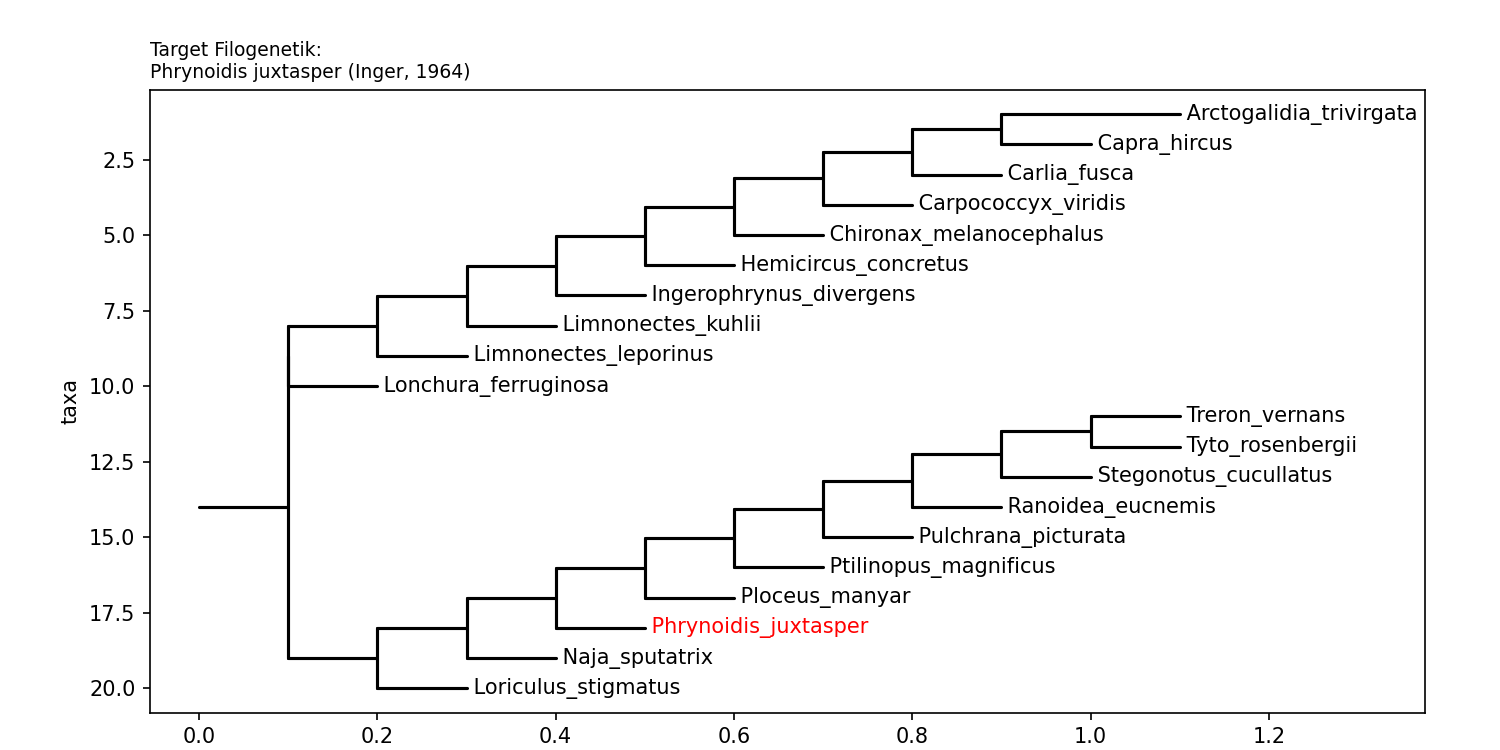 Target Filogenetik:
Phrynoidis juxtasper (Inger, 1964)
Arctogalidia_trivirgata
Capra_hircus
2.5
Carlia_fusca
Carpococcyx_viridis
5.0
Chironax_melanocephalus
Hemicircus_concretus
Ingerophrynus_divergens
7.5
Limnonectes_kuhlii
Limnonectes_leporinus
10.0
Lonchura_ferruginosa
taxa
Treron_vernans
Tyto_rosenbergii
12.5
Stegonotus_cucullatus
Ranoidea_eucnemis
15.0
Pulchrana_picturata
Ptilinopus_magnificus
Ploceus_manyar
17.5
Phrynoidis_juxtasper
Naja_sputatrix
20.0
Loriculus_stigmatus
0.0 0.2 0.4 0.6 0.8 1.0 1.2